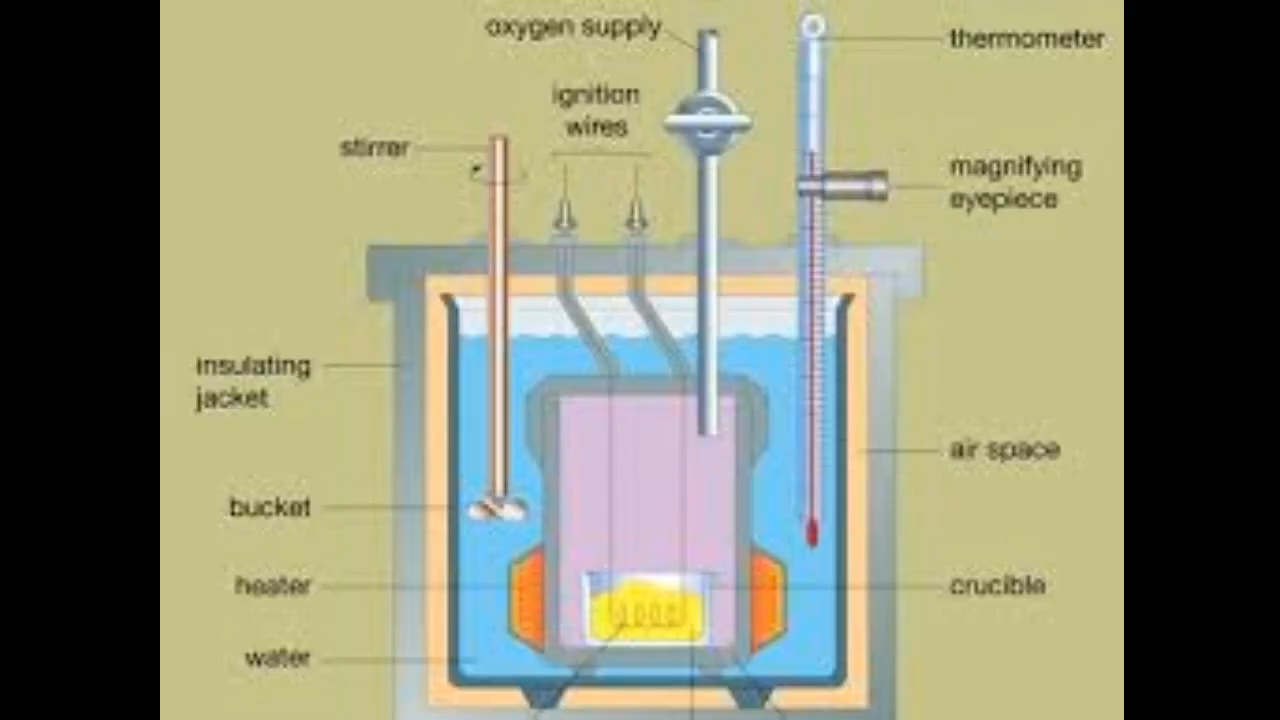 oxygen supply
thermometer
ignition
wires
stirrer
magnifying
eyepiece
insulating
jacket
air space
bucket
heater
crucible
water